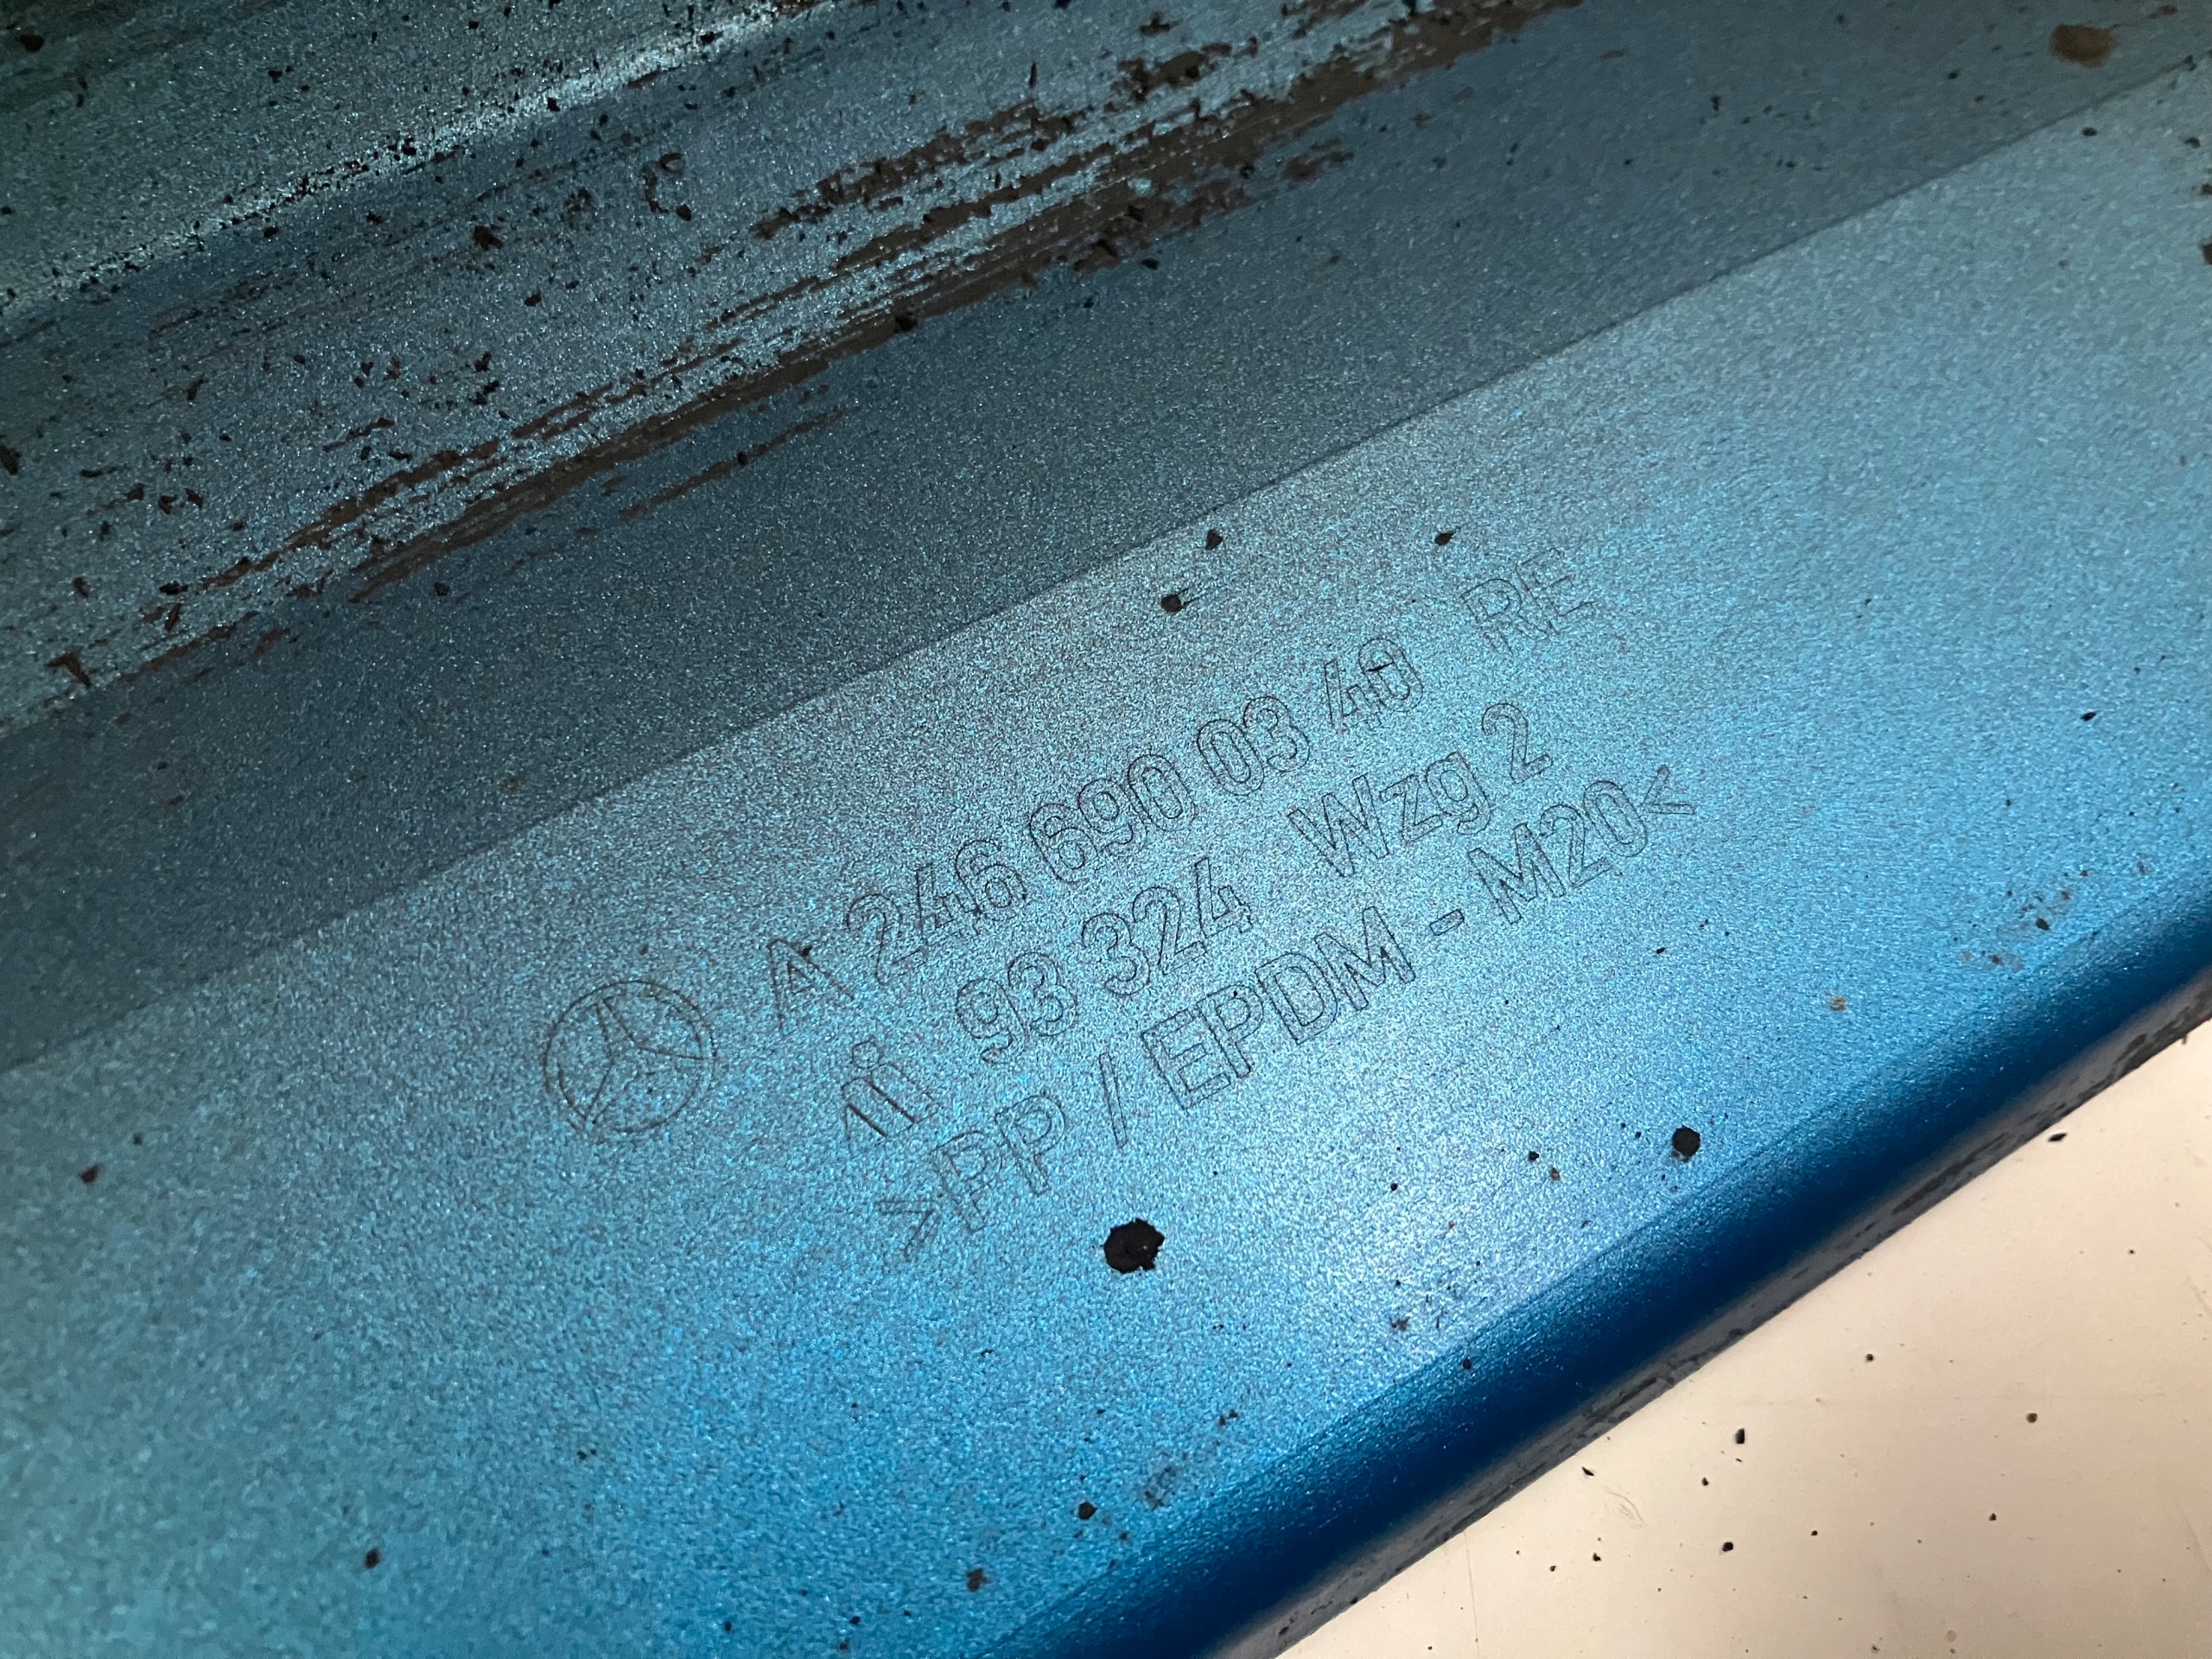 A 246 690 03 40 RE
93 324 Wzg 2
>PP / EPDM - M20<